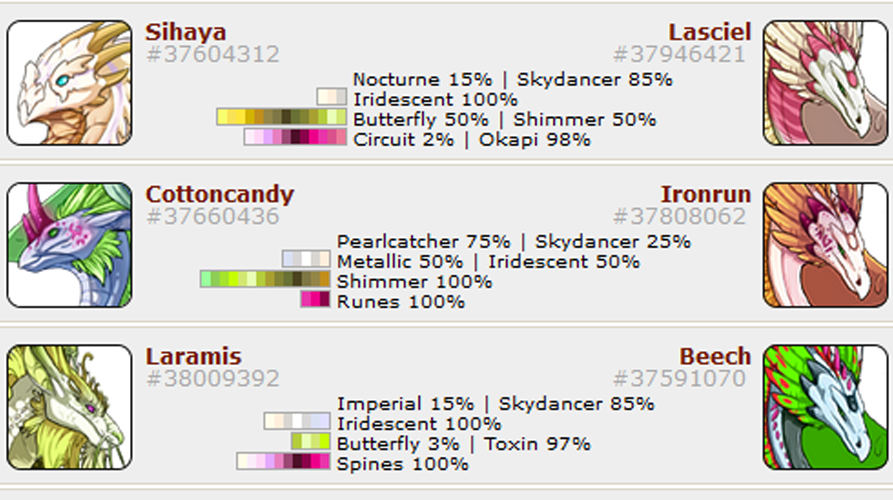 Sihaya Lasciel
#37604312 #37946421
Nocturne 15% | Skydancer 85%
Iridescent 100%
Butterfly 50% | Shimmer 50%
Circuit 2% | Okapi 98%
Cottoncandy Ironrun
#37660436 #37808062
Pearlcatcher 75% | Skydancer 25%
Metallic 50% | Iridescent 50%
Shimmer 100%
Runes 100%
Laramis Beech
#38009392 #37591070
Imperial 15% | Skydancer 85%
Iridescent 100%
Butterfly 3% | Toxin 97%
Spines 100%